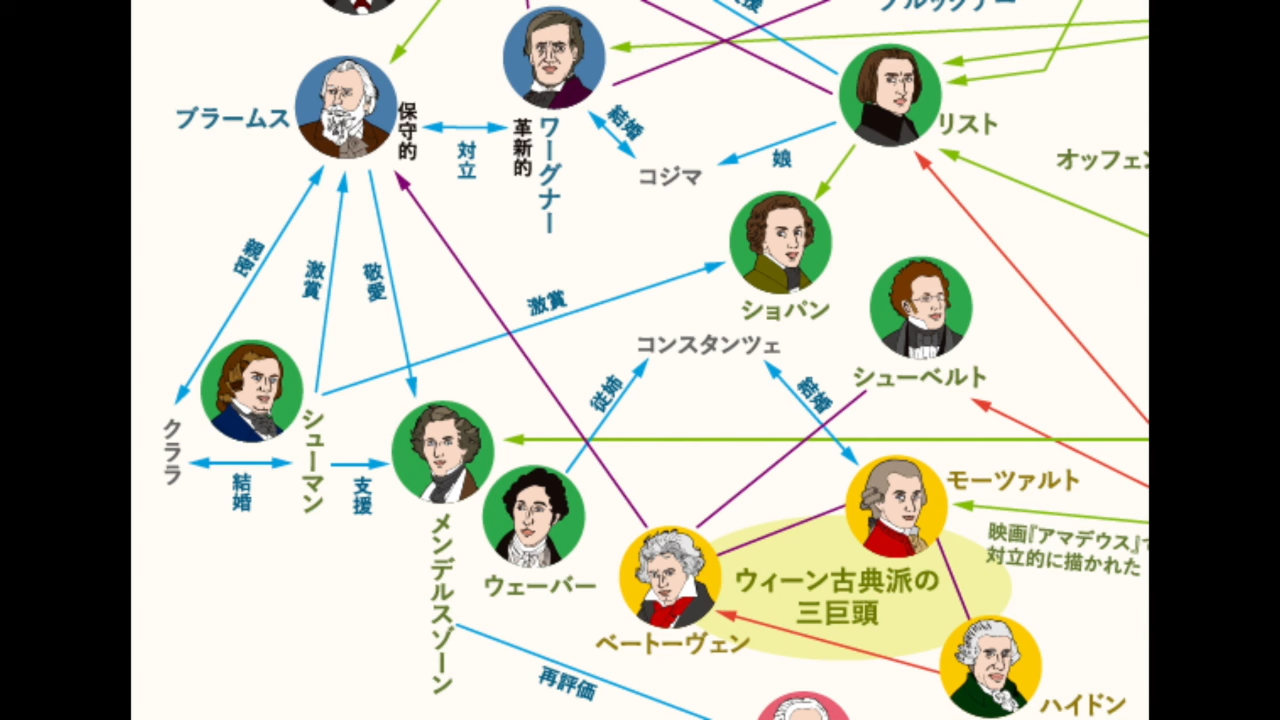 ブルックナー
ブラームス
保守的
対立
革新的
ワーグナー
結婚
コジマ
娘
リスト
オッフェン
親密
激賞
敬愛
激賞
ショパン
コンスタンツェ
シューベルト
従姉
結婚
クララ
結婚
シューマン
支援
メンデルスゾーン
ウェーバー
モーツァルト
映画『アマデウス』で
対立的に描かれた
ウィーン古典派の
三巨頭
ベートーヴェン
再評価
ハイドン